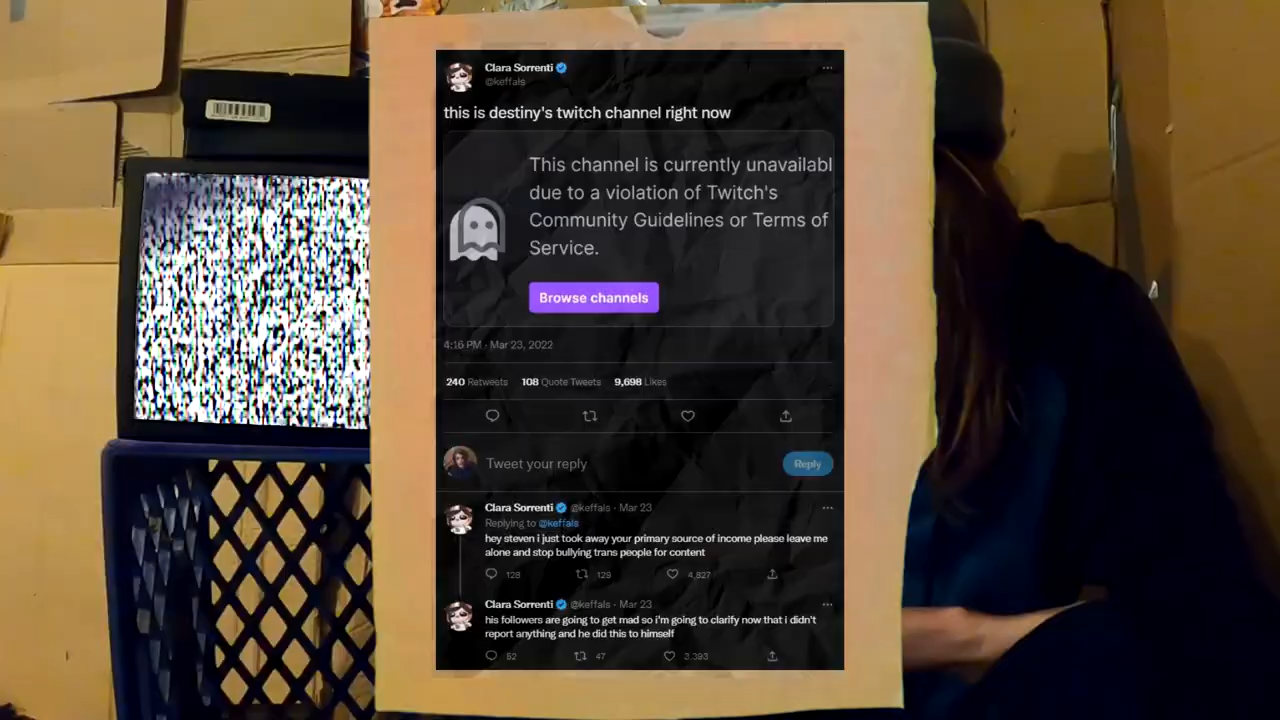 Clara Sorrenti
@keffals
this is destiny's twitch channel right now
This channel is currently unavailabl
due to a violation of Twitch's
Community Guidelines or Terms of
Service.
Browse channels
4:16 PM · Mar 23, 2022
240 Retweets 108 Quote Tweets 9,698 Likes
Tweet your reply
Reply
Clara Sorrenti @keffals · Mar 23
Replying to @keffals
hey steven i just took away your primary source of income please leave me
alone and stop bullying trans people for content
128 129 4,827
Clara Sorrenti @keffals · Mar 23
his followers are going to get mad so i'm going to clarify now that i didn't
report anything and he did this to himself
52 47 3,393